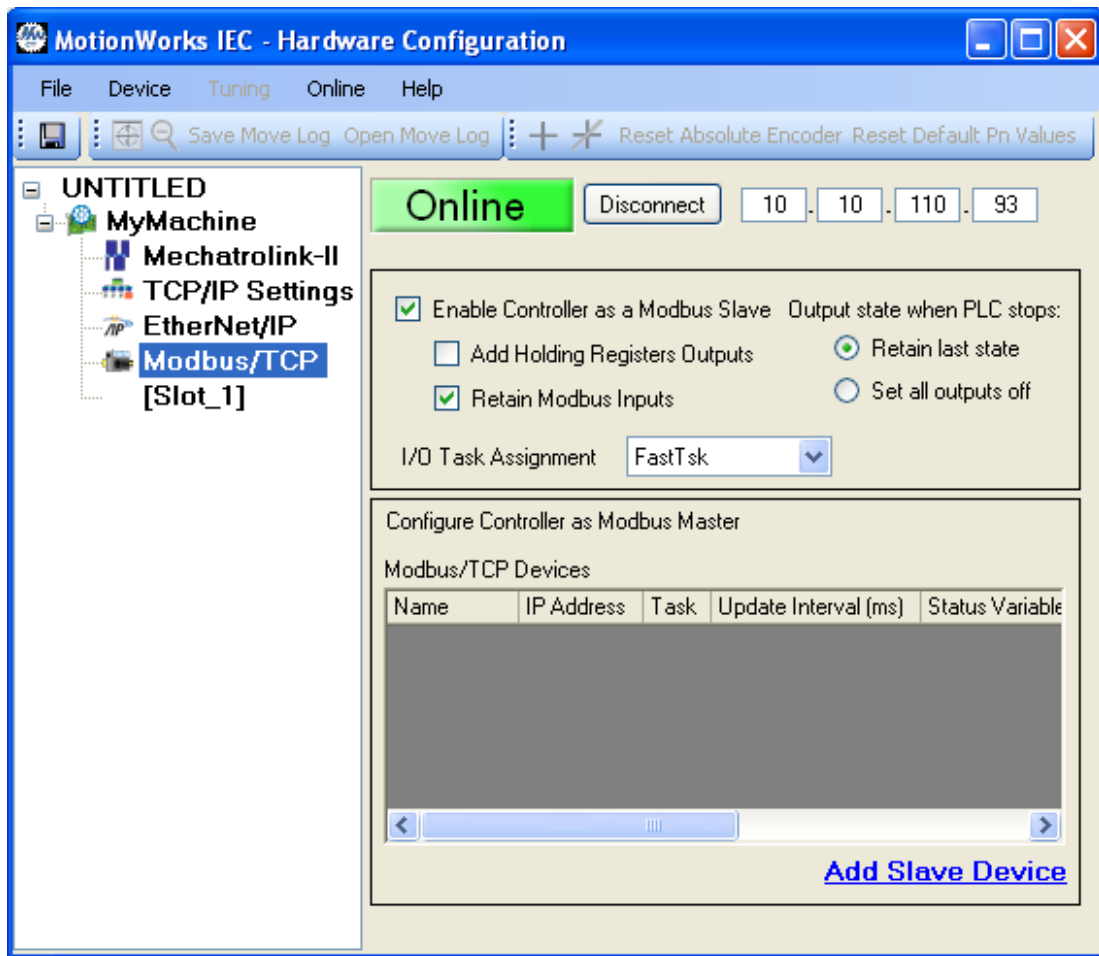 MotionWorks IEC - Hardware Configuration
File Device Tuning Online Help
Save Move Log Open Move Log Reset Absolute Encoder Reset Default Pn Values
UNTITLED
MyMachine
Mechatrolink-II
TCP/IP Settings
EtherNet/IP
Modbus/TCP
[Slot_1]
Online Disconnect 10 . 10 . 110 . 93
Enable Controller as a Modbus Slave Output state when PLC stops:
Add Holding Registers Outputs Retain last state
Retain Modbus Inputs Set all outputs off
I/O Task Assignment FastTsk
Configure Controller as Modbus Master
Modbus/TCP Devices
Name IP Address Task Update Interval (ms) Status Variable
Add Slave Device